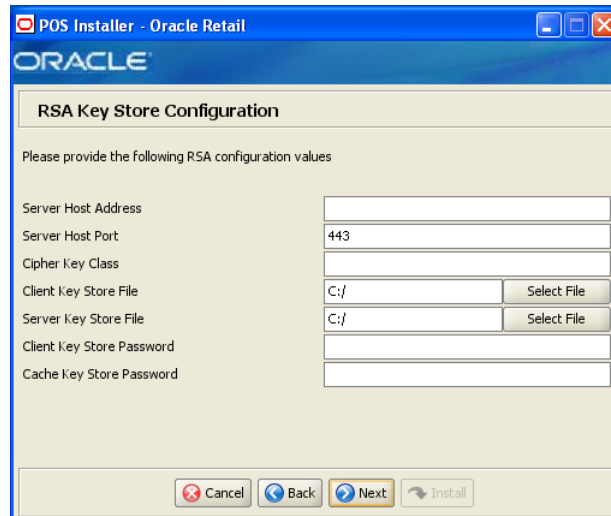 POS Installer - Oracle Retail
ORACLE
RSA Key Store Configuration
Please provide the following RSA configuration values
Server Host Address
Server Host Port 443
Cipher Key Class
Client Key Store File C:/ Select File
Server Key Store File C:/ Select File
Client Key Store Password
Cache Key Store Password
Cancel Back Next Install